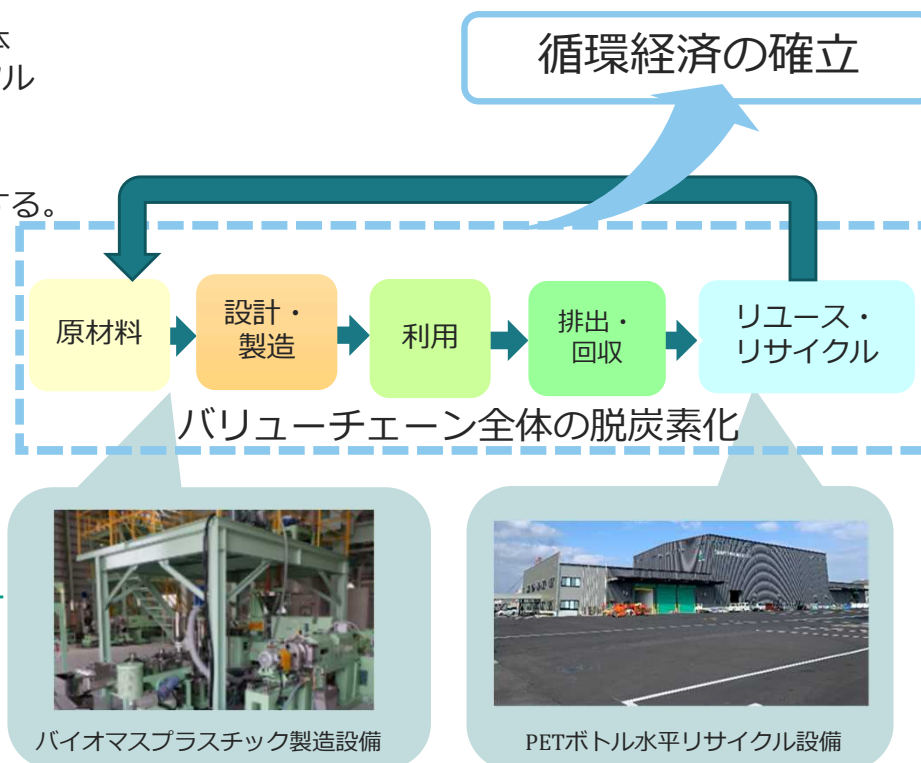 循環経済の確立
ル
する。
原材料
設計・
製造
利用
排出・
回収
リユース・
リサイクル
バリューチェーン全体の脱炭素化
バイオマスプラスチック製造設備
PETボトル水平リサイクル設備